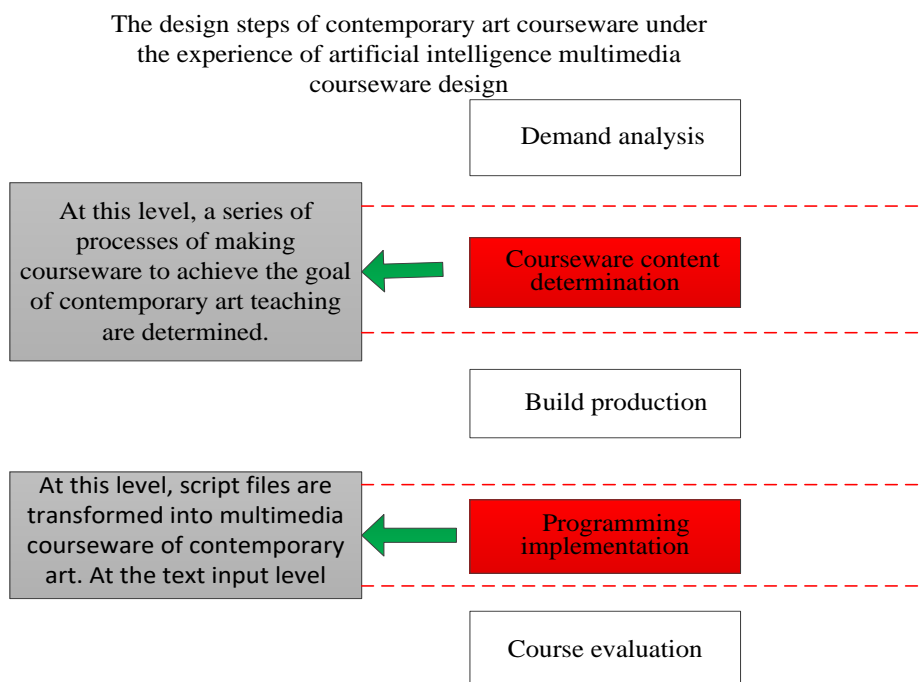 The design steps of contemporary art courseware under
the experience of artificial intelligence multimedia
courseware design
Demand analysis
At this level, a series of
processes of making
courseware to achieve the goal
of contemporary art teaching
are determined.
Courseware content
determination
Build production
At this level, script files are
transformed into multimedia
courseware of contemporary
art. At the text input level
Programming
implementation
Course evaluation